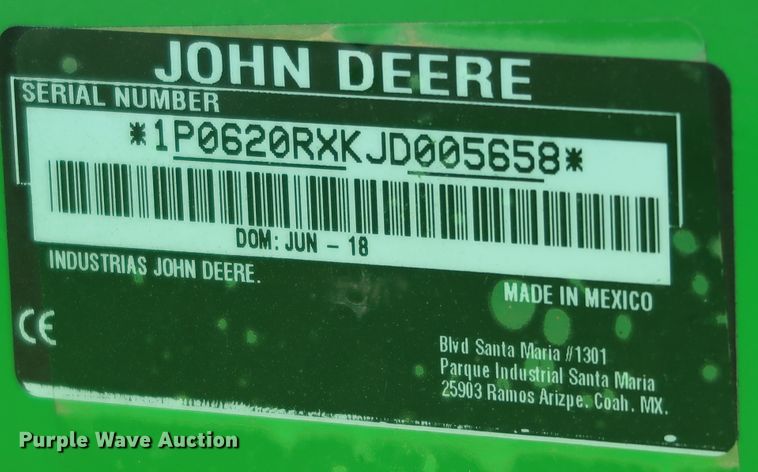 JOHN DEERE
SERIAL NUMBER
*1P0620RXKJD005658*
DOM: JUN - 18
INDUSTRIAS JOHN DEERE.
MADE IN MEXICO
CE
Blvd Santa Maria #1301
Parque Industrial Santa Maria
25903 Ramos Arizpe, Coah, MX.
Purple Wave Auction